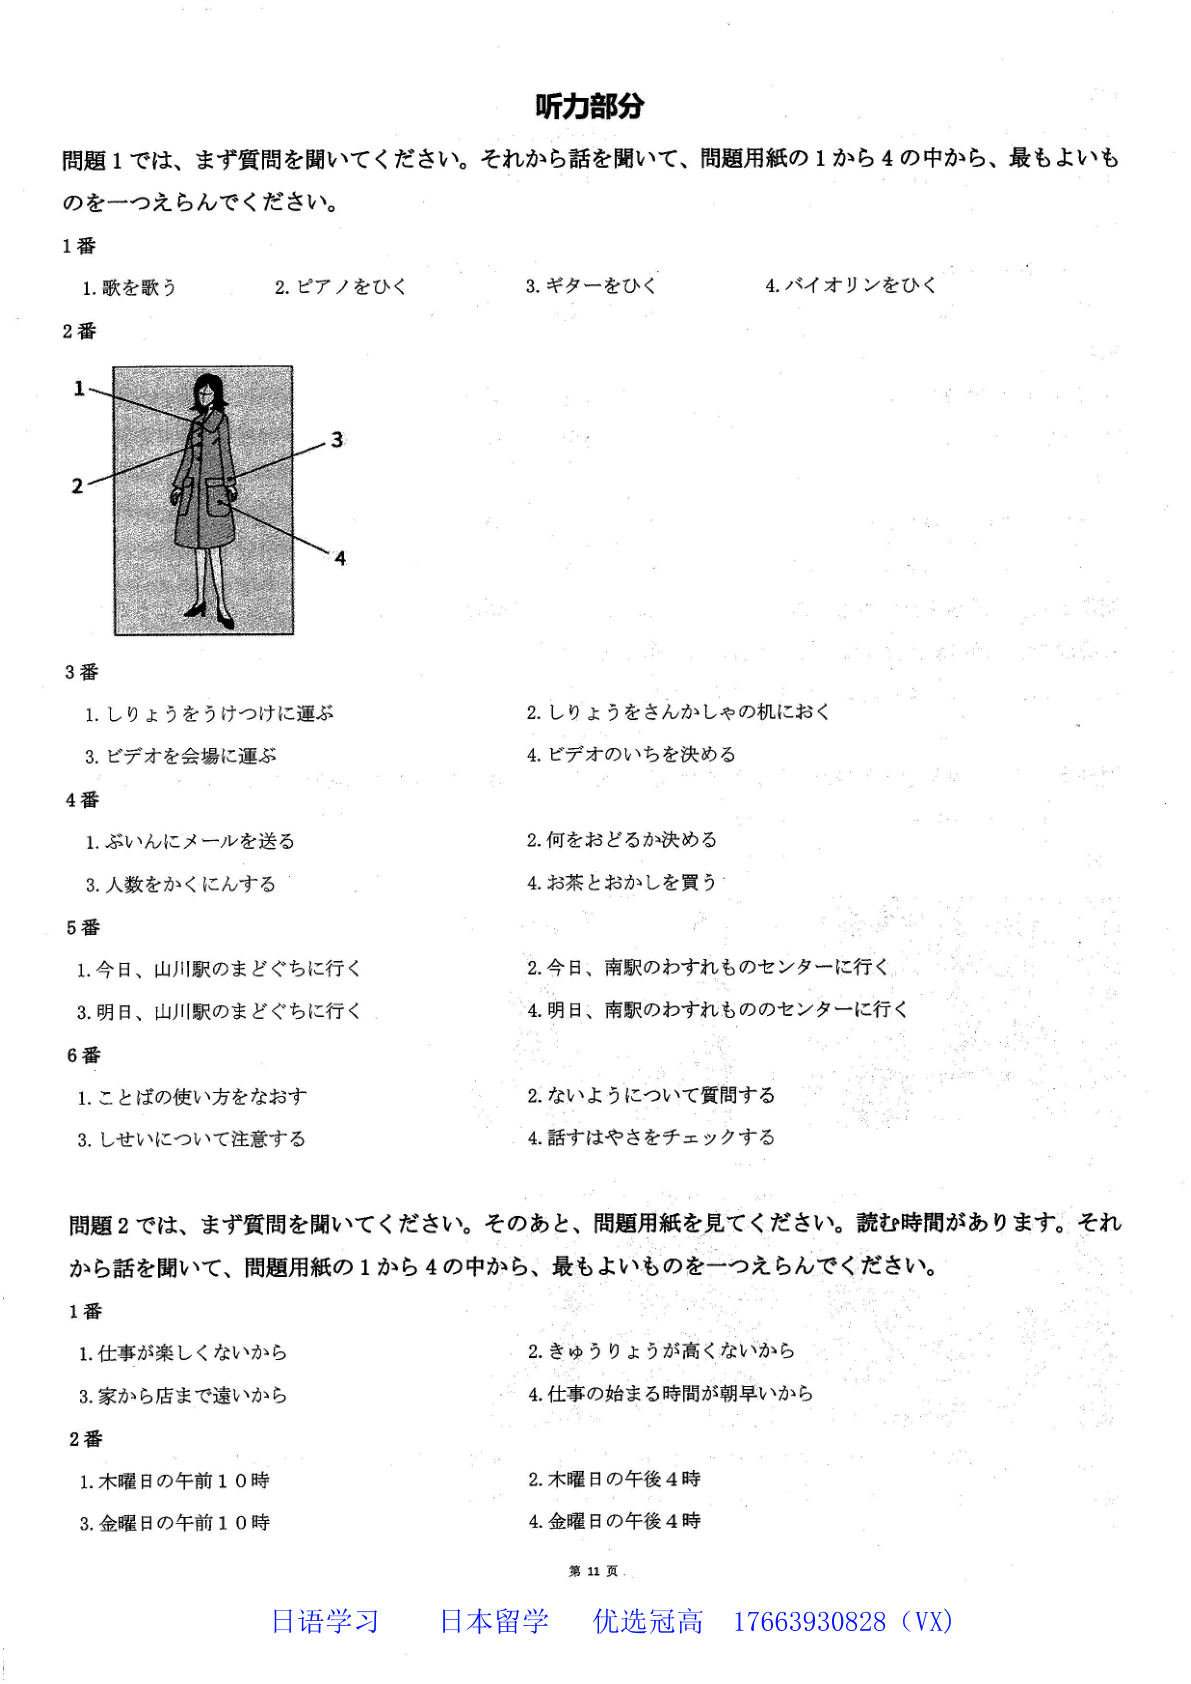 听力部分
問題１では、まず質問を聞いてください。それから話を聞いて、問題用紙の１から４の中から、最もよいも
のを一つえらんでください。
1番
1. 歌を歌う 2. ピアノをひく 3. ギターをひく 4. バイオリンをひく
2番
1
3
2
4
3番
1. しりょうをうけつけに運ぶ 2. しりょうをさんかしゃの机におく
3. ビデオを会場に運ぶ 4. ビデオのいちを決める
4番
1. ぶいんにメールを送る 2. 何をおどるか決める
3. 人数をかくにんする 4. お茶とおかしを買う
5番
1. 今日、山川駅のまどぐちに行く 2. 今日、南駅のわすれものセンターに行く
3. 明日、山川駅のまどぐちに行く 4. 明日、南駅のわすれもののセンターに行く
6番
1. ことばの使い方をなおす 2. ないようについて質問する
3. しせいについて注意する 4. 話すはやさをチェックする
問題２では、まず質問を聞いてください。そのあと、問題用紙を見てください。読む時間があります。それ
から話を聞いて、問題用紙の１から４の中から、最もよいものを一つえらんでください。
1番
1. 仕事が楽しくないから 2. きゅうりょうが高くないから
3. 家から店まで遠いから 4. 仕事の始まる時間が朝早いから
2番
1. 木曜日の午前１０時 2. 木曜日の午後４時
3. 金曜日の午前１０時 4. 金曜日の午後４時
第 11 页
日语学习 日本留学 优选冠高 17663930828（VX)